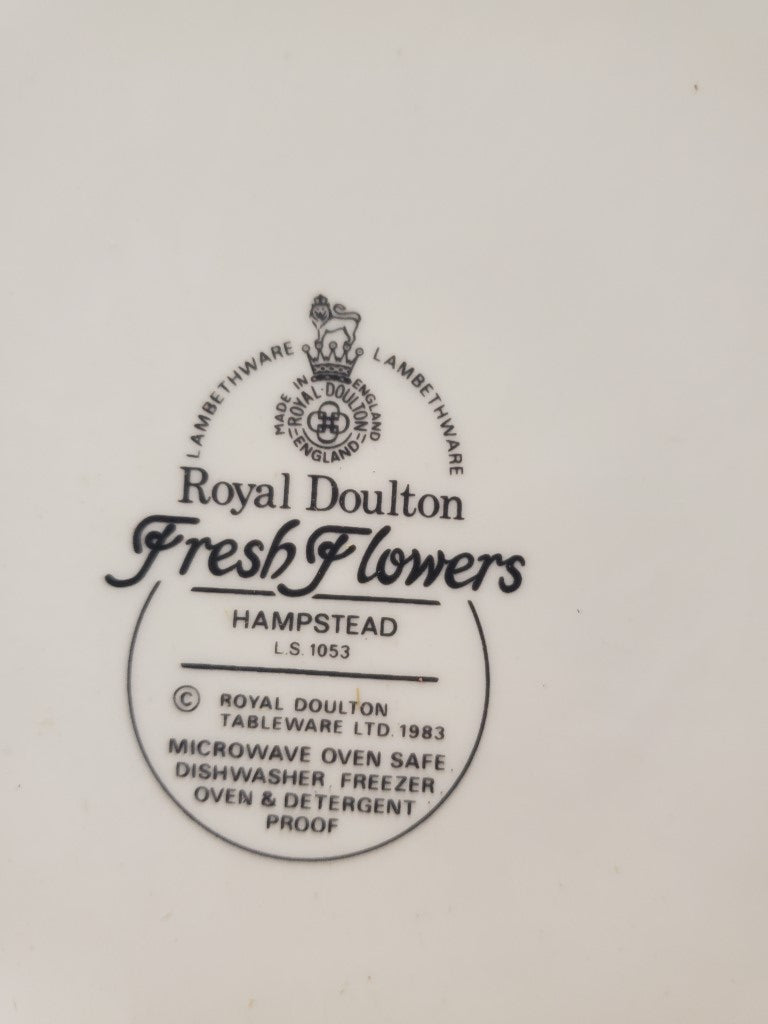 LAMBETHWARE LAMBETHWARE
MADE IN ENGLAND
ROYAL·DOULTON
ENGLAND
Royal Doulton
Fresh Flowers
HAMPSTEAD
L.S. 1053
© ROYAL DOULTON
TABLEWARE LTD. 1983
MICROWAVE OVEN SAFE.
DISHWASHER, FREEZER,
OVEN & DETERGENT
PROOF